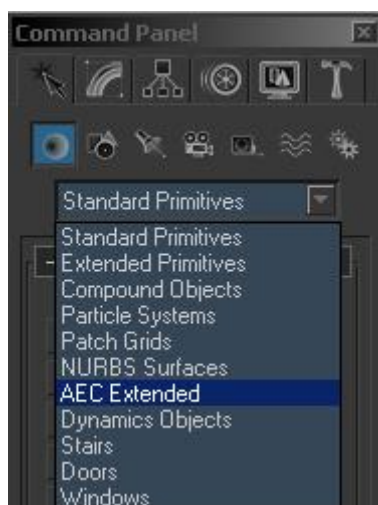 Command Panel
Standard Primitives
Standard Primitives
Extended Primitives
Compound Objects
Particle Systems
Patch Grids
NURBS Surfaces
AEC Extended
Dynamics Objects
Stairs
Doors
Windows